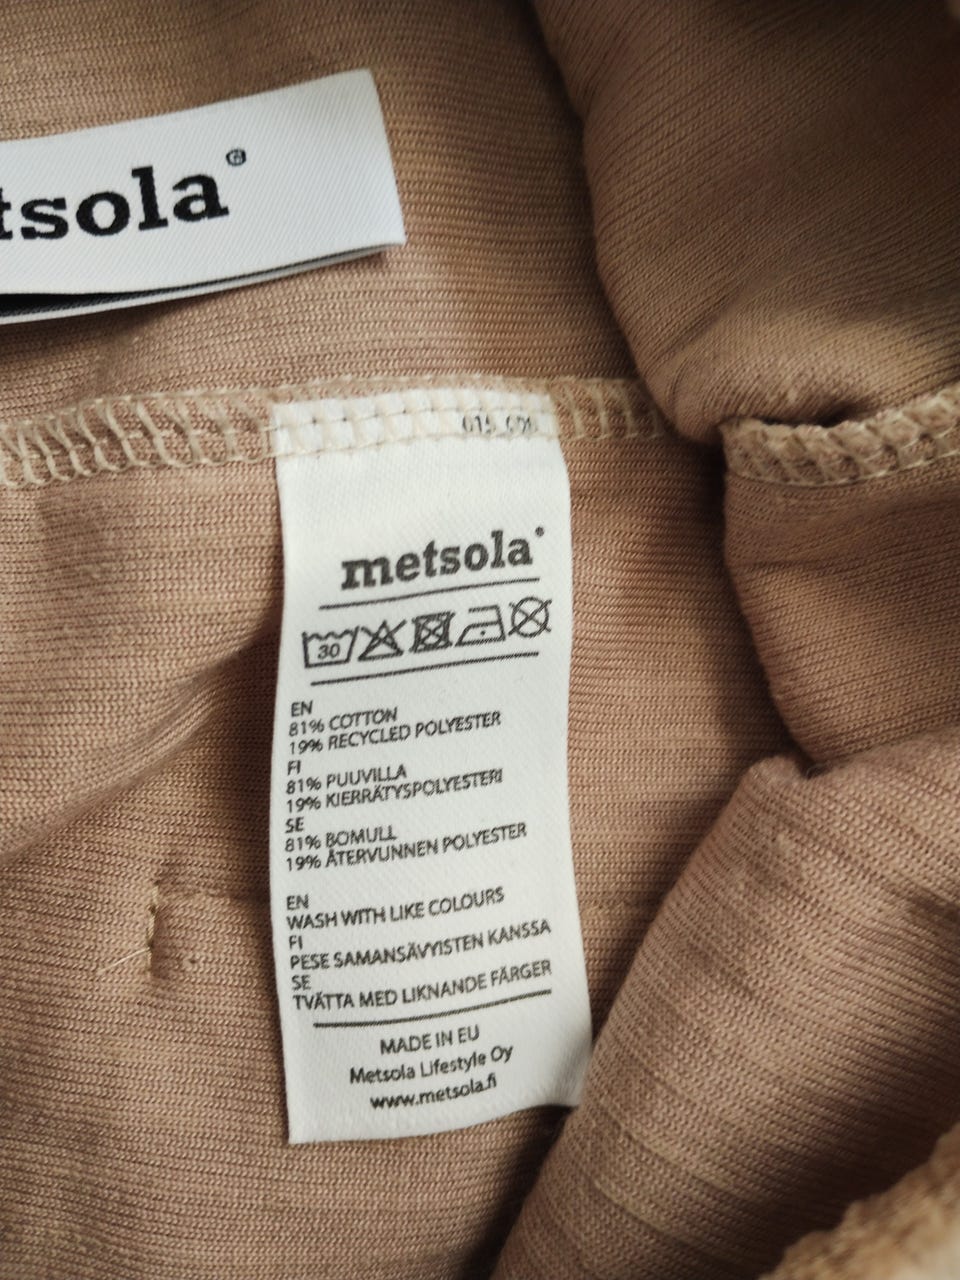 tsola®
metsola
30
EN
81% COTTON
19% RECYCLED POLYESTER
FI
81% PUUVILLA
19% KIERRÄTYSPOLYESTERI
SE
81% BOMULL
19% ÅTERVUNNEN POLYESTER
EN
WASH WITH LIKE COLOURS
FI
PESE SAMANSÄVYISTEN KANSSA
SE
TVÄTTA MED LIKNANDE FÄRGER
MADE IN EU
Metsola Lifestyle Oy
www.metsola.fi